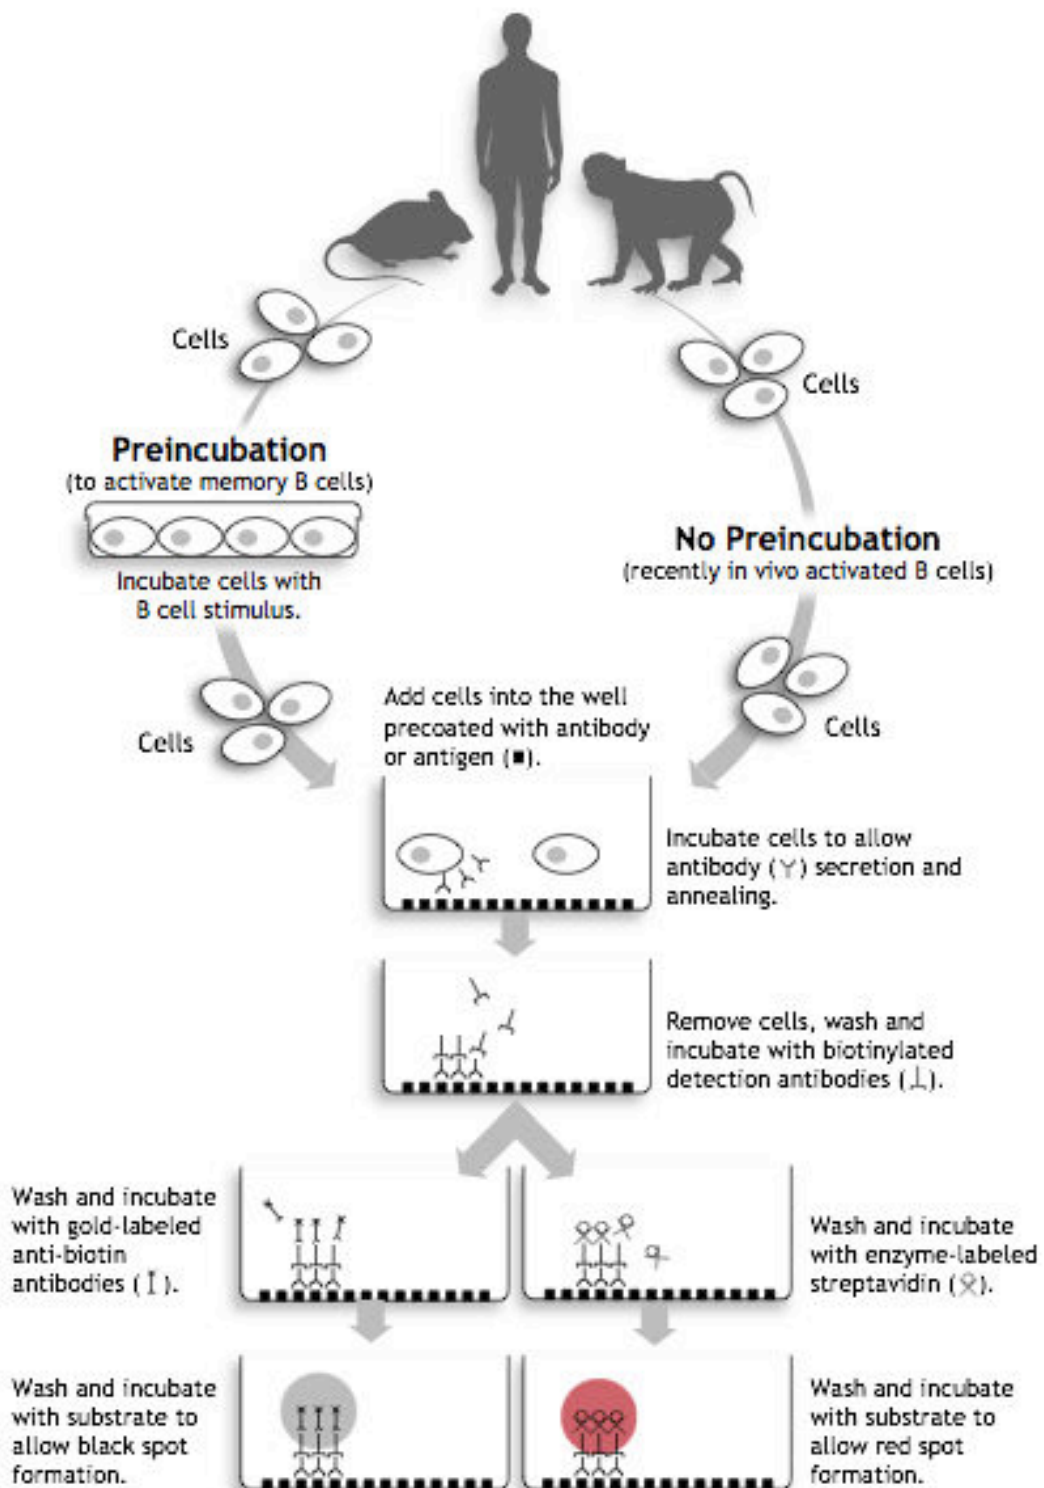 Cells
Cells
Preincubation
(to activate memory B cells)
Incubate cells with
B cell stimulus.
No Preincubation
(recently in vivo activated B cells)
Cells
Cells
Add cells into the well
precoated with antibody
or antigen (■).
Incubate cells to allow
antibody (Y) secretion and
annealing.
Remove cells, wash and
incubate with biotinylated
detection antibodies (⅄).
Wash and incubate
with gold-labeled
anti-biotin
antibodies (I).
Wash and incubate
with enzyme-labeled
streptavidin (ｘ).
Wash and incubate
with substrate to
allow black spot
formation.
Wash and incubate
with substrate to
allow red spot
formation.